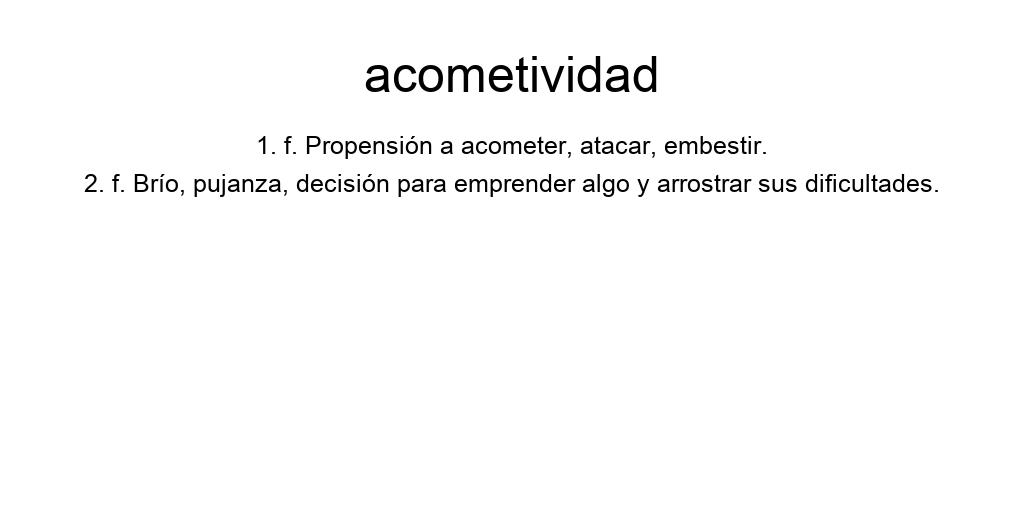 acometividad
1. f. Propensión a acometer, atacar, embestir.
2. f. Brío, pujanza, decisión para emprender algo y arrostrar sus dificultades.